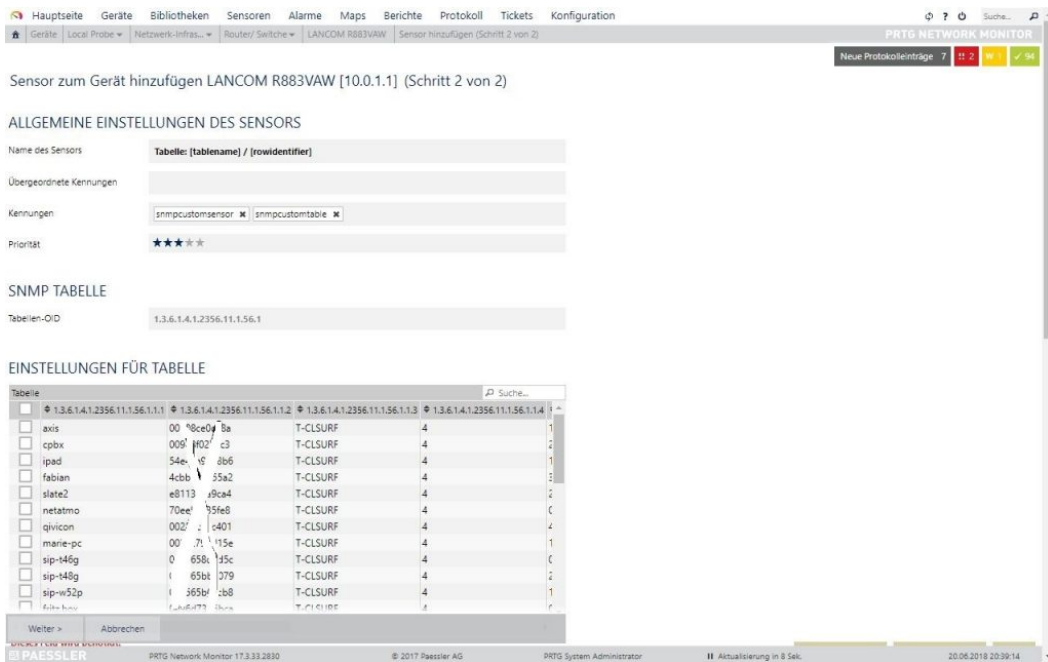 Hauptseite Geräte Bibliotheken Sensoren Alarme Maps Berichte Protokoll Tickets Konfiguration Suche...
Geräte Local Probe Netzwerk-Infras... Router/ Switche LANCOM R883VAW Sensor hinzufügen (Schritt 2 von 2) PRTG NETWORK MONITOR
Neue Protokolleinträge 7 !! 2 W 1 ✓ 94
Sensor zum Gerät hinzufügen LANCOM R883VAW [10.0.1.1] (Schritt 2 von 2)
ALLGEMEINE EINSTELLUNGEN DES SENSORS
Name des Sensors Tabelle: [tablename] / [rowidentifier]
Übergeordnete Kennungen
Kennungen snmpcustomsensor ✖ snmpcustomtable ✖
Priorität ★★★★★
SNMP TABELLE
Tabellen-OID 1.3.6.1.4.1.2356.11.1.56.1
EINSTELLUNGEN FÜR TABELLE
Tabelle Suche...
1.3.6.1.4.1.2356.11.1.56.1.1.1 1.3.6.1.4.1.2356.11.1.56.1.1.2 1.3.6.1.4.1.2356.11.1.56.1.1.3 1.3.6.1.4.1.2356.11.1.56.1.1.4
axis T-CLSURF 4
cpbx T-CLSURF 4
ipad T-CLSURF 4
fabian T-CLSURF 4
slate2 T-CLSURF 4
netatmo T-CLSURF 4
qivicon T-CLSURF 4
marie-pc T-CLSURF 4
sip-t46g T-CLSURF 4
sip-t48g T-CLSURF 4
sip-w52p T-CLSURF 4
Weiter > Abbrechen
PAESSLER PRTG Network Monitor 17.3.33.2830 © 2017 Paessler AG PRTG System Administrator Aktualisierung in 8 Sek. 20.06.2018 20:39:14